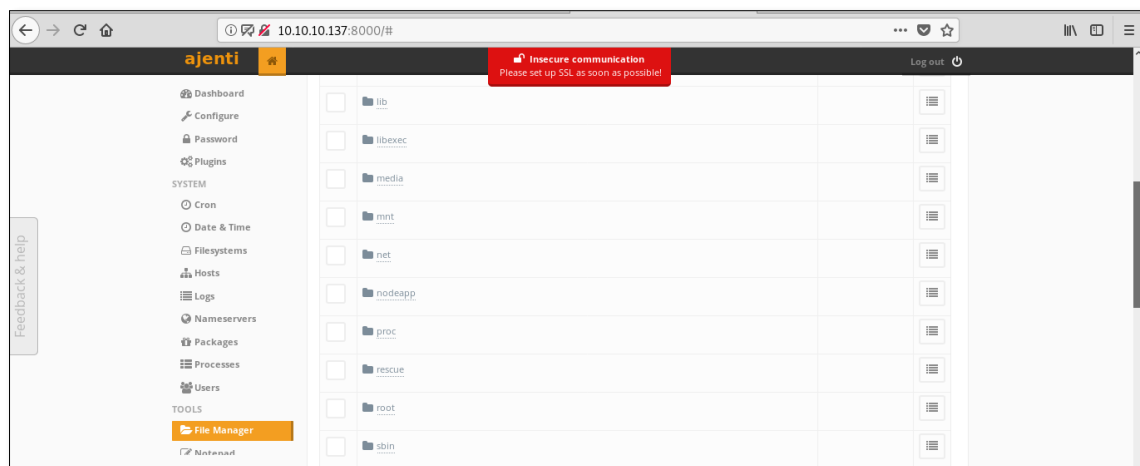 10.10.10.137:8000/#
ajenti
Insecure communication
Please set up SSL as soon as possible!
Log out
Feedback & help
Dashboard
Configure
Password
Plugins
SYSTEM
Cron
Date & Time
Filesystems
Hosts
Logs
Nameservers
Packages
Processes
Users
TOOLS
File Manager
Notepad
lib
libexec
media
mnt
net
nodeapp
proc
rescue
root
sbin